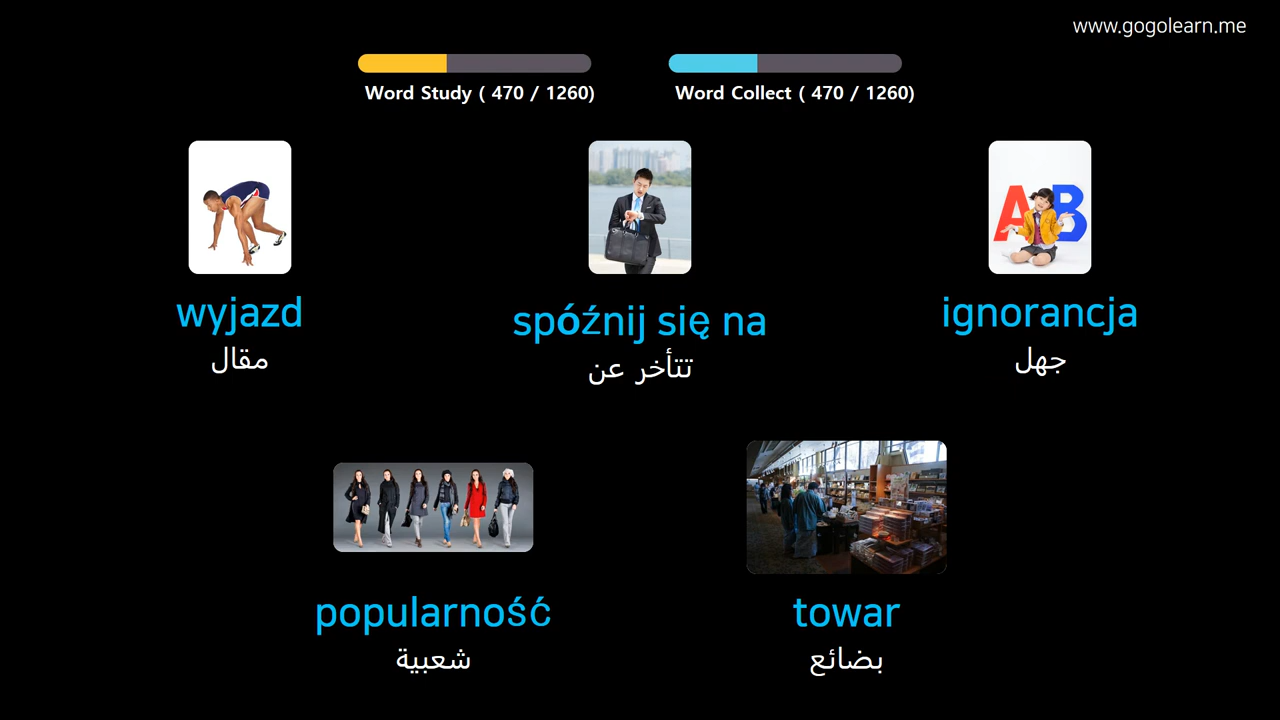 www.gogolearn.me
Word Study ( 470 / 1260)
Word Collect ( 470 / 1260)
wyjazd
مقال
spóźnij się na
تتأخر عن
ignorancja
جهل
popularność
شعبية
towar
بضائع